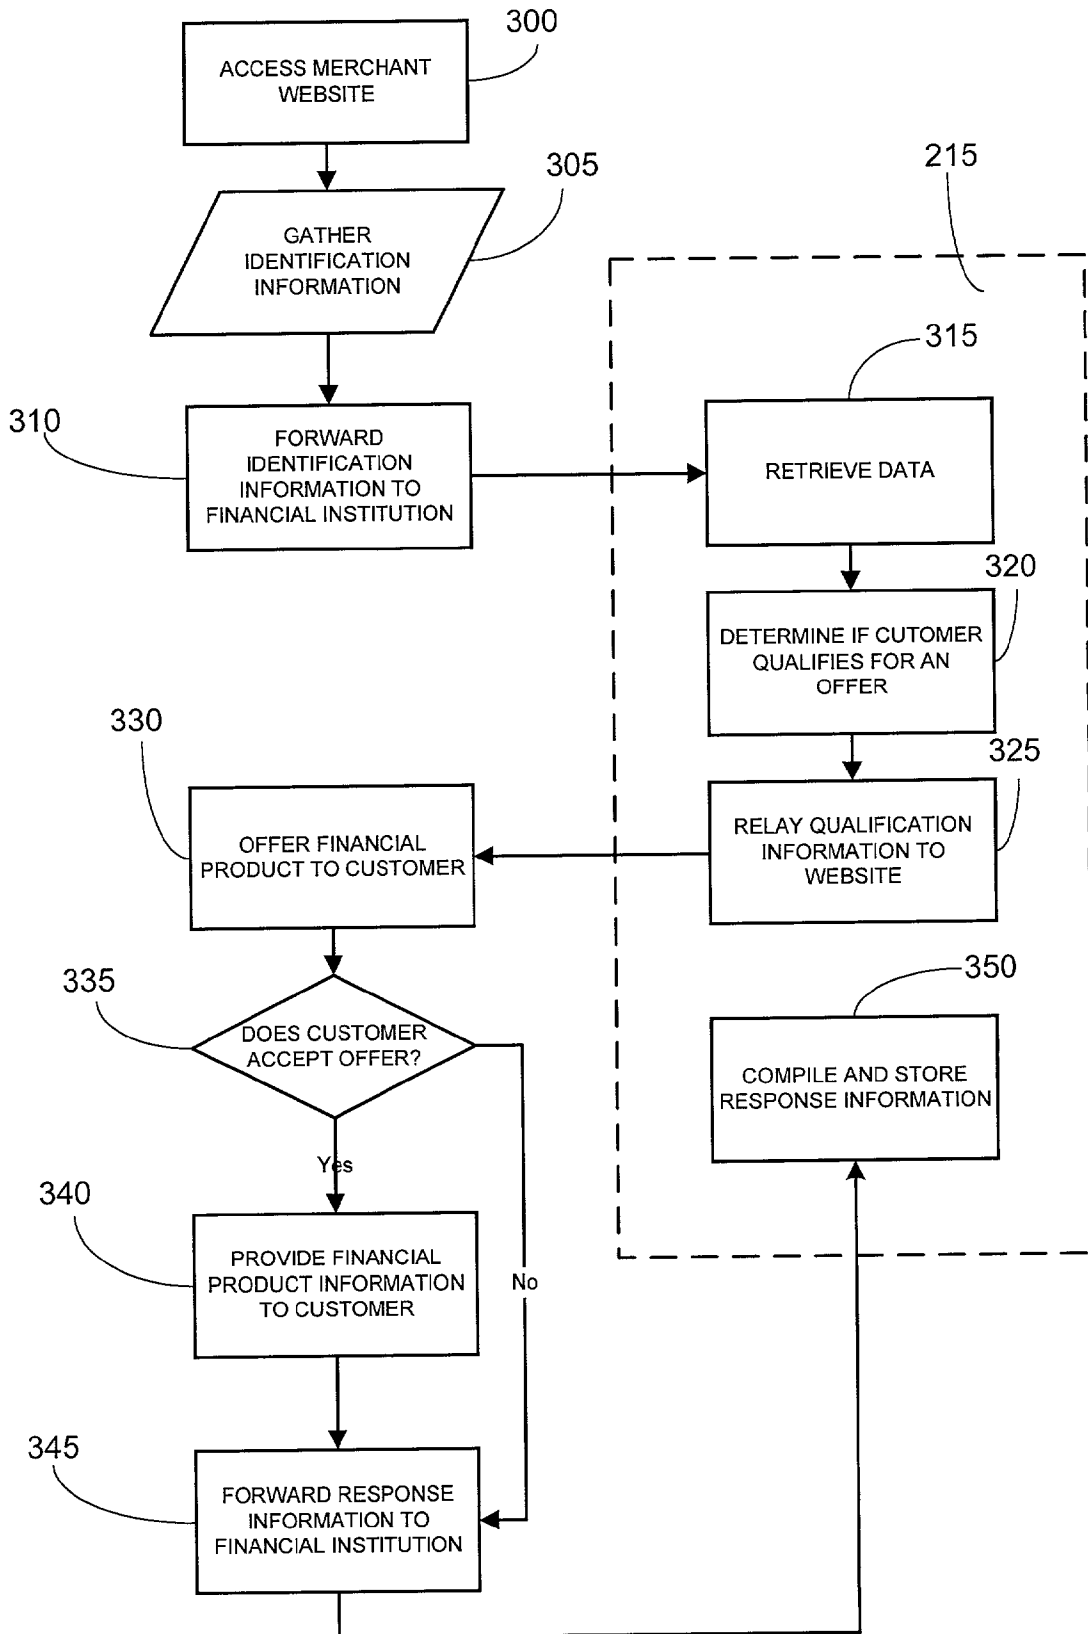 300
ACCESS MERCHANT
WEBSITE
305
GATHER
IDENTIFICATION
INFORMATION
215
315
310
FORWARD
IDENTIFICATION
INFORMATION TO
FINANCIAL INSTITUTION
RETRIEVE DATA
320
DETERMINE IF CUTOMER
QUALIFIES FOR AN
OFFER
325
RELAY QUALIFICATION
INFORMATION TO
WEBSITE
330
OFFER FINANCIAL
PRODUCT TO CUSTOMER
335
DOES CUSTOMER
ACCEPT OFFER?
Yes
No
340
PROVIDE FINANCIAL
PRODUCT INFORMATION
TO CUSTOMER
345
FORWARD RESPONSE
INFORMATION TO
FINANCIAL INSTITUTION
350
COMPILE AND STORE
RESPONSE INFORMATION